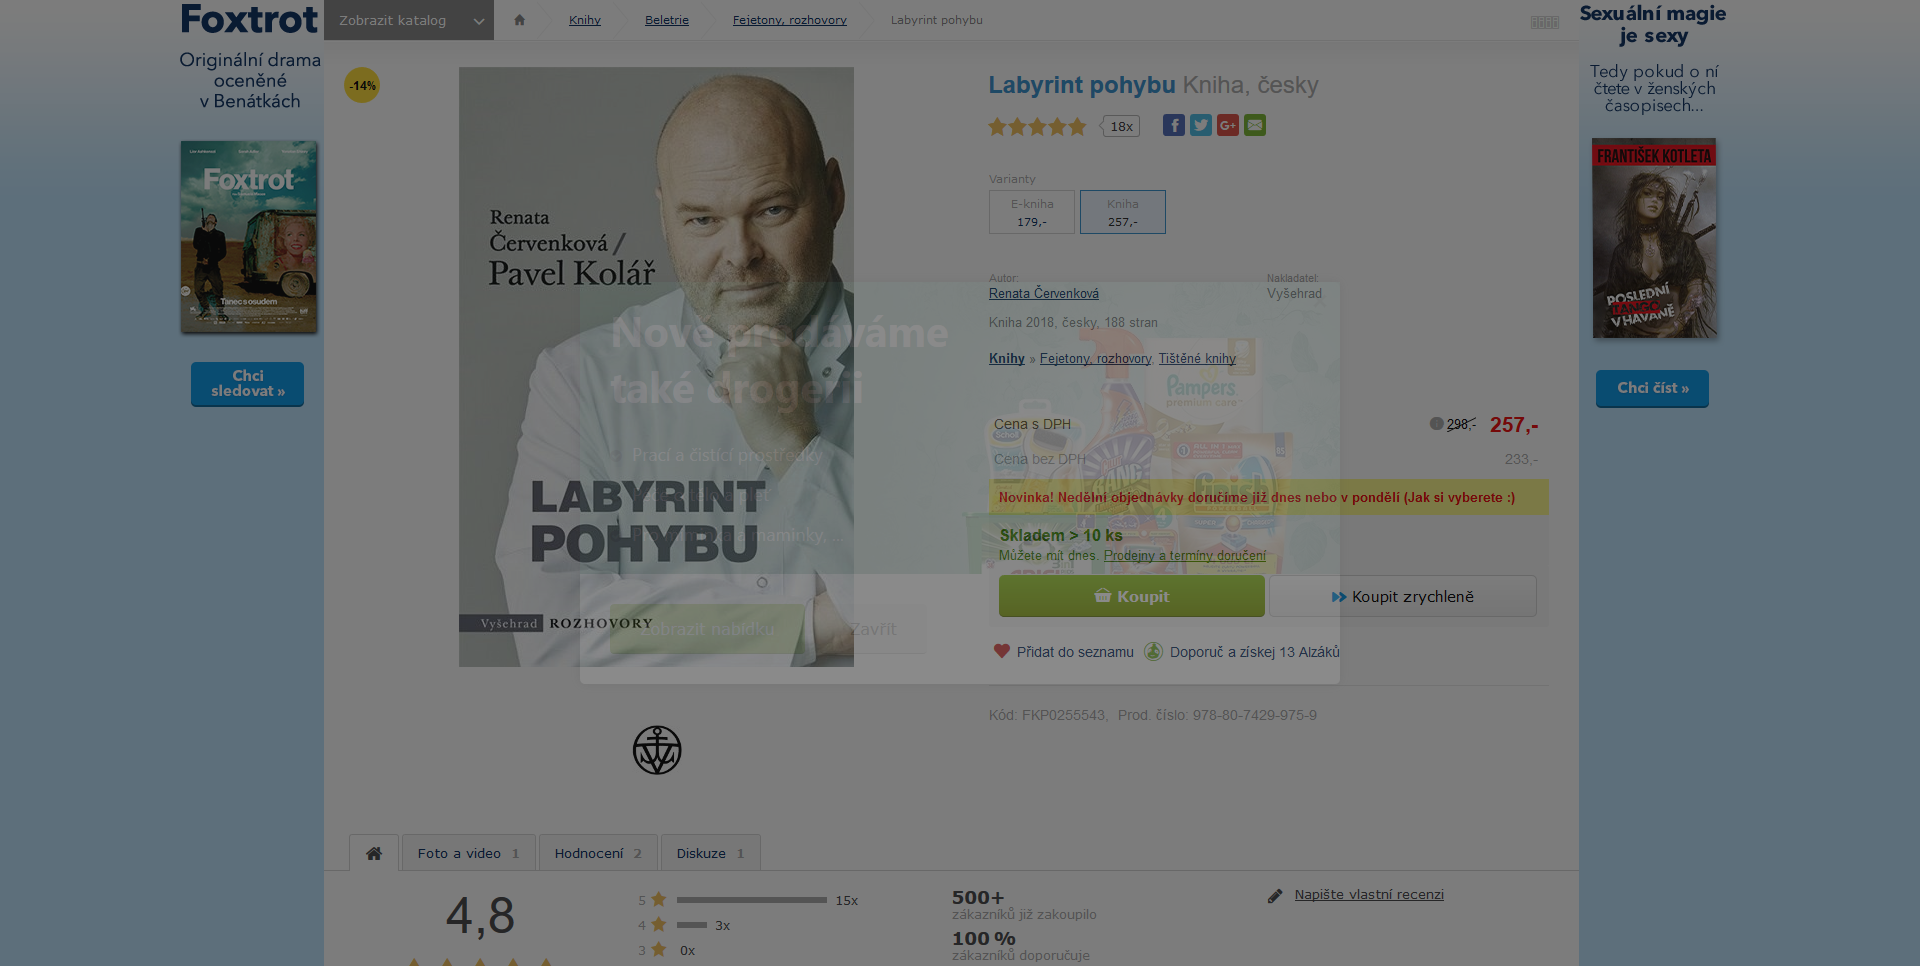 Foxtrot
Originální drama
oceněné
v Benátkách
Foxtrot
Tanec s osudem
Chci
sledovat »
Zobrazit katalog
Knihy
Beletrie
Fejetony, rozhovory
Labyrint pohybu
-14%
Renata
Červenková /
Pavel Kolář
LABYRINT
POHYBU
Vyšehrad ROZHOVORY
Labyrint pohybu Kniha, česky
18x
Varianty
E-kniha
179,-
Kniha
257,-
Autor:
Renata Červenková
Nakladatel:
Vyšehrad
Kniha 2018, česky, 188 stran
Knihy » Fejetony, rozhovory, Tištěné knihy
Cena s DPH
298,- 257,-
Cena bez DPH
233,-
Novinka! Nedělní objednávky doručíme již dnes nebo v pondělí (Jak si vyberete :)
Skladem > 10 ks
Můžete mít dnes. Prodejny a termíny doručení
Koupit
Koupit zrychleně
Přidat do seznamu
Doporuč a získej 13 Alzáků
Kód: FKP0255543, Prod. číslo: 978-80-7429-975-9
Nově prodáváme
také drogerii
Prací a čistící prostředky
Zobrazit nabídku
Zavřít
Pampers
premium care
Scholl
BANG
finish
Sexuální magie
je sexy
Tedy pokud o ní
čtete v ženských
časopisech...
FRANTIŠEK KOTLETA
POSLEDNÍ
TANGO
V HAVANĚ
Chci číst »
Foto a video 1
Hodnocení 2
Diskuze 1
4,8
5 15x
4 3x
3 0x
500+
zákazníků již zakoupilo
100 %
zákazníků doporučuje
Napište vlastní recenzi